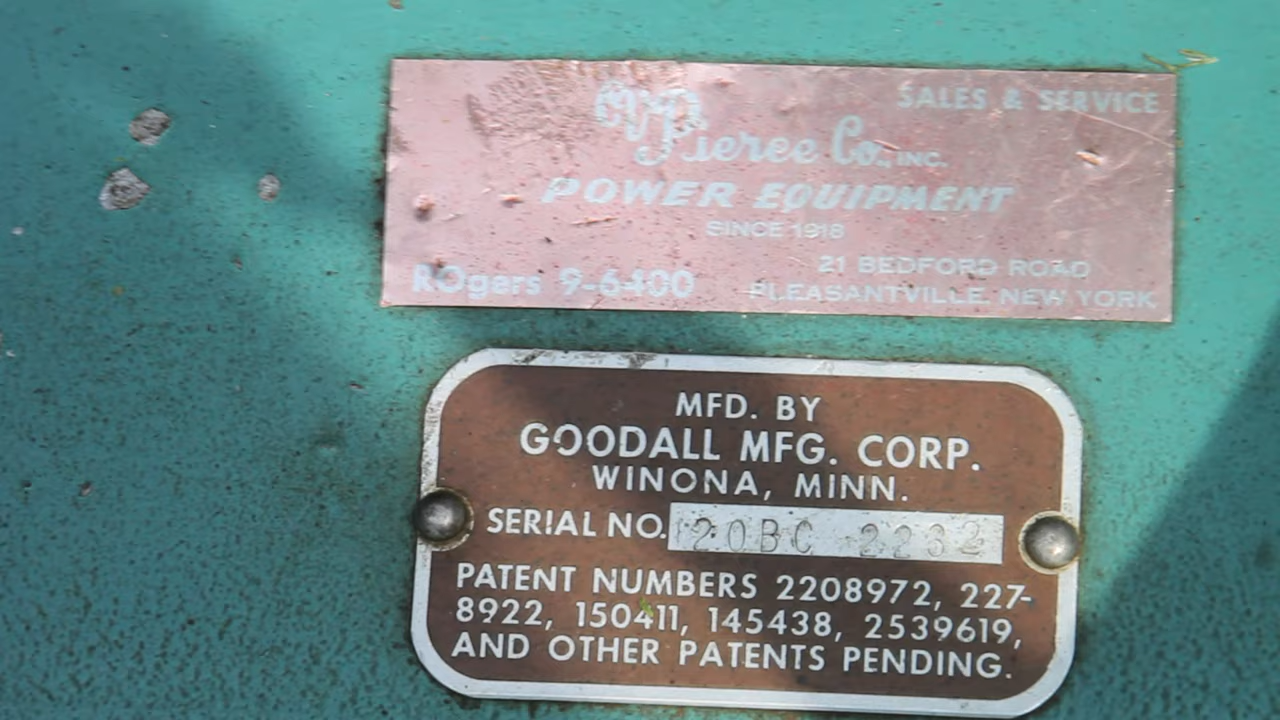 SALES & SERVICE
Pierce Co., INC.
POWER EQUIPMENT
SINCE 1918
21 BEDFORD ROAD
ROgers 9-6400
PLEASANTVILLE, NEW YORK
MFD. BY
GOODALL MFG. CORP.
WINONA, MINN.
SERIAL NO. 20BC 2232
PATENT NUMBERS 2208972, 227-
8922, 150411, 145438, 2539619,
AND OTHER PATENTS PENDING.